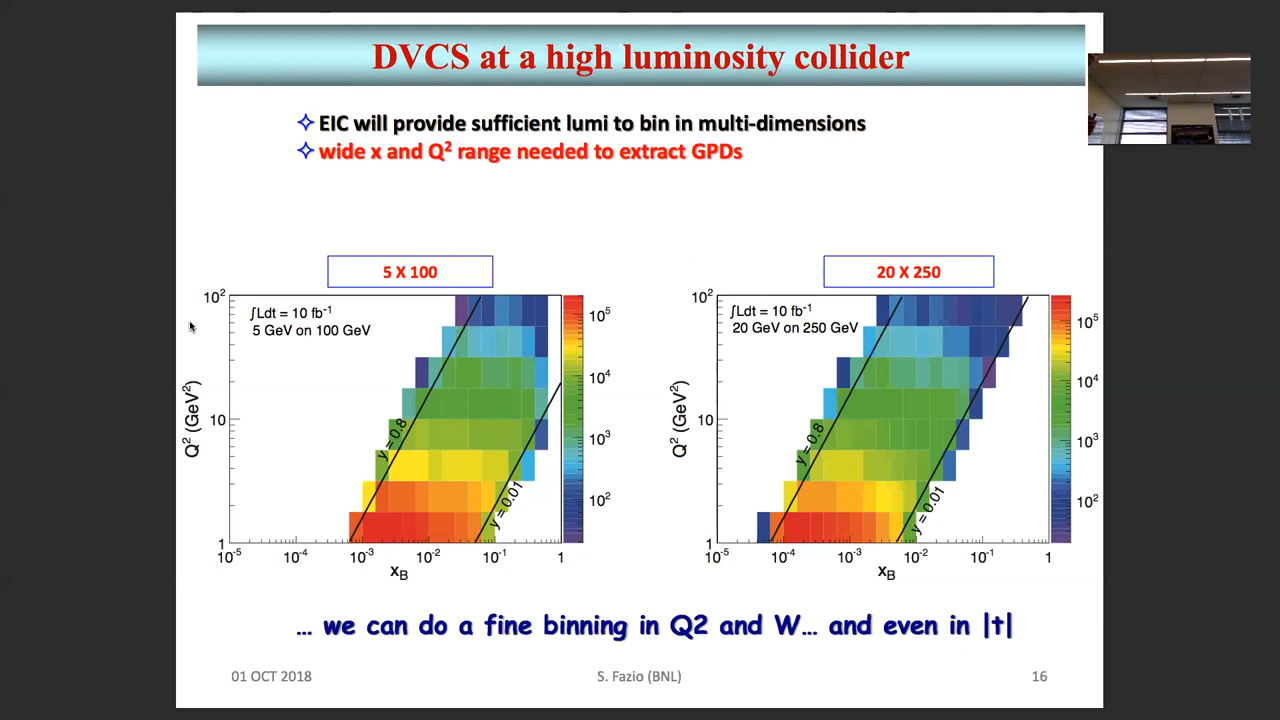 DVCS at a high luminosity collider
✧ EIC will provide sufficient lumi to bin in multi-dimensions
✧ wide x and Q² range needed to extract GPDs
5 X 100
20 X 250
∫Ldt = 10 fb⁻¹
5 GeV on 100 GeV
y = 0.8
y = 0.01
Q² (GeV²)
10²
10
1
10⁻⁵ 10⁻⁴ 10⁻³ 10⁻² 10⁻¹ 1
x_B
10⁵
10⁴
10³
10²
∫Ldt = 10 fb⁻¹
20 GeV on 250 GeV
y = 0.8
y = 0.01
Q² (GeV²)
10²
10
1
10⁻⁵ 10⁻⁴ 10⁻³ 10⁻² 10⁻¹ 1
x_B
10⁵
10⁴
10³
10²
... we can do a fine binning in Q2 and W... and even in |t|
01 OCT 2018
S. Fazio (BNL)
16